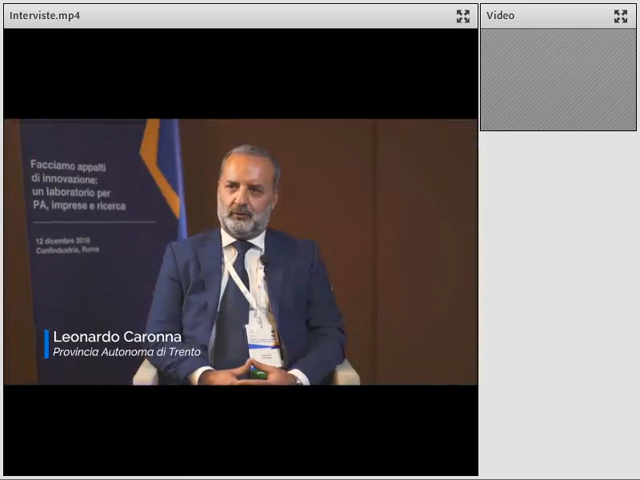 Interviste.mp4
Video
Facciamo appalti
di innovazione:
un laboratorio per
PA, imprese e ricerca
12 dicembre 2018
Confindustria, Roma
Leonardo Caronna
Provincia Autonoma di Trento